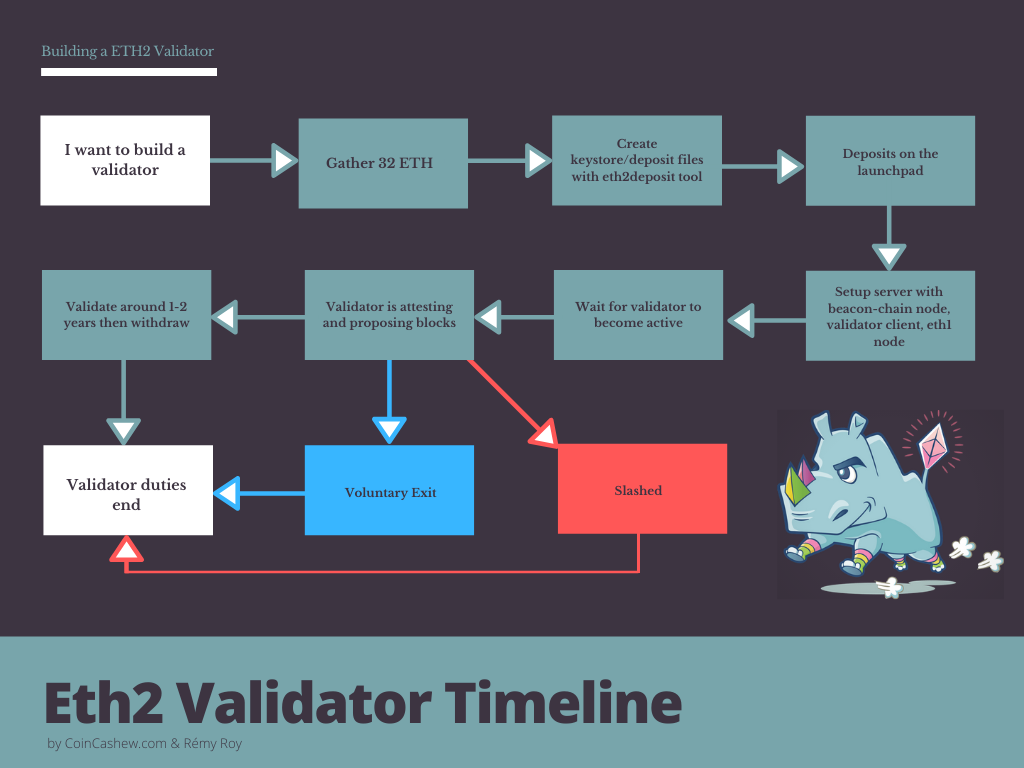 Building a ETH2 Validator
I want to build a
validator
Gather 32 ETH
Create
keystore/deposit files
with eth2deposit tool
Deposits on the
launchpad
Setup server with
beacon-chain node,
validator client, eth1
node
Wait for validator to
become active
Validator is attesting
and proposing blocks
Validate around 1-2
years then withdraw
Validator duties
end
Voluntary Exit
Slashed
Eth2 Validator Timeline
by CoinCashew.com & Rémy Roy